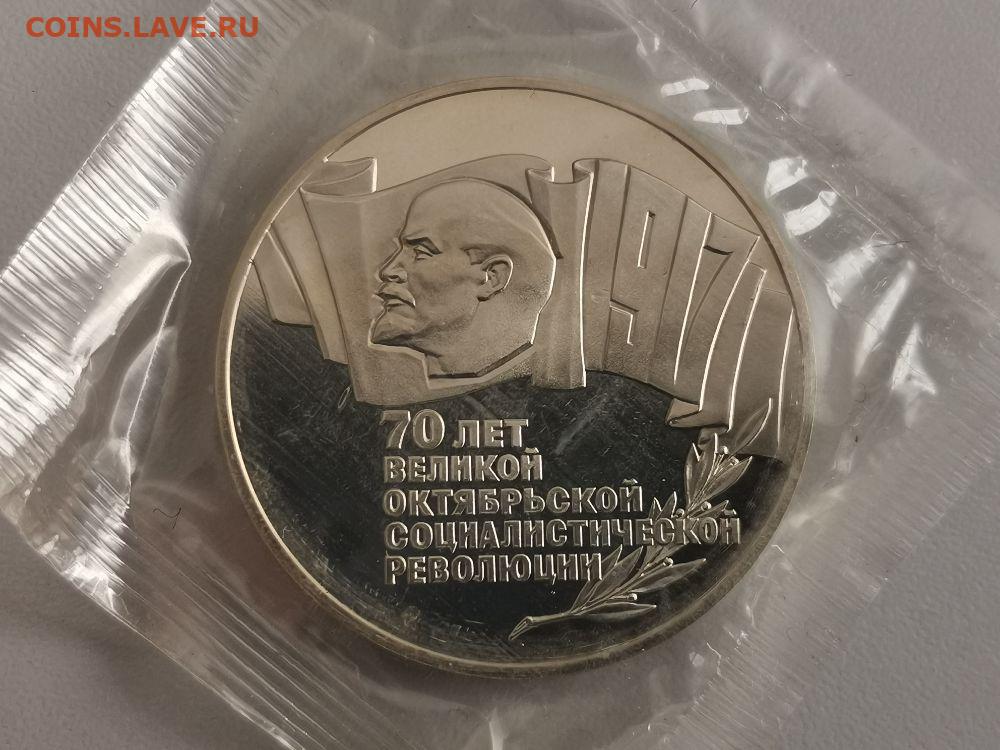 COINS.LAVE.RU
1917
70 ЛЕТ
ВЕЛИКОЙ
ОКТЯБРЬСКОЙ
СОЦИАЛИСТИЧЕСКОЙ
РЕВОЛЮЦИИ